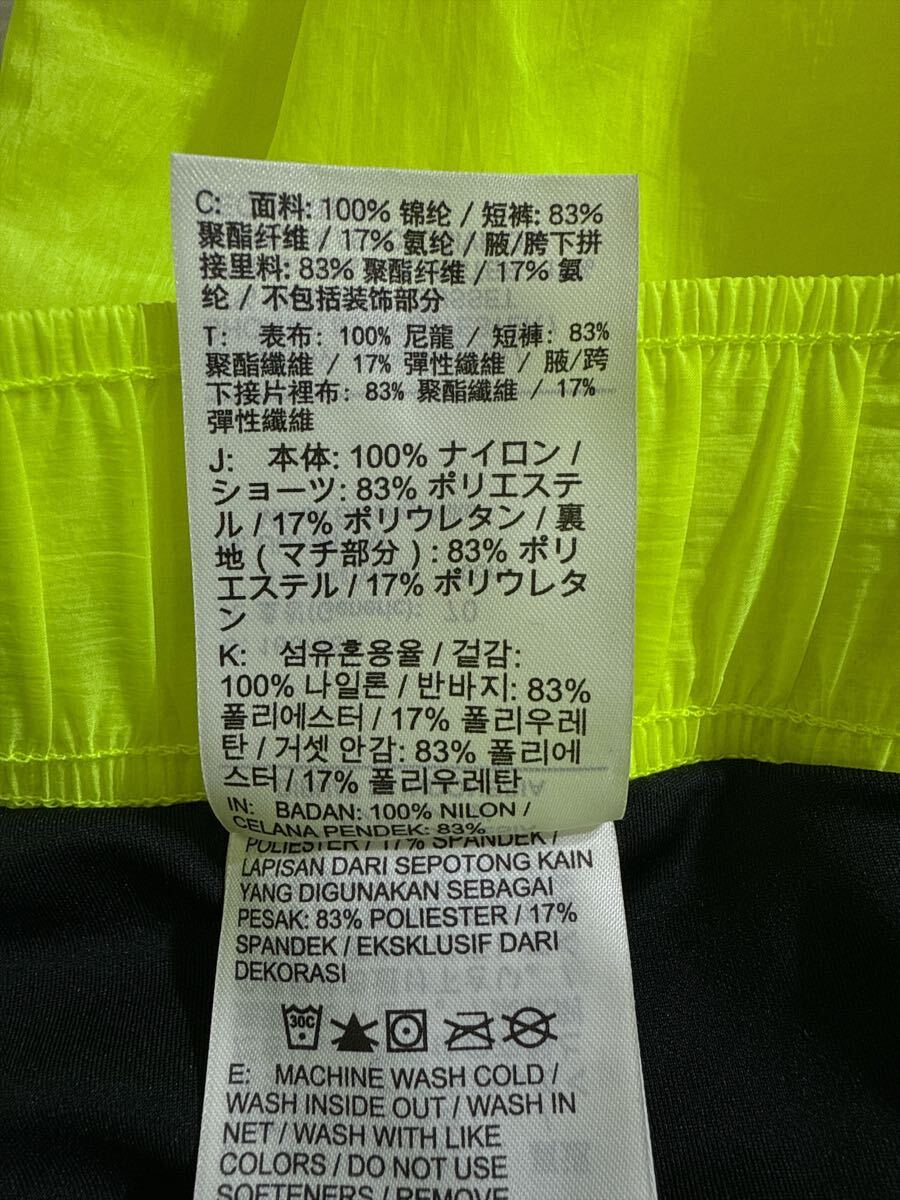 C: 面料: 100% 锦纶 / 短裤: 83%
聚酯纤维 / 17% 氨纶 / 腋/胯下拼
接里料: 83% 聚酯纤维 / 17% 氨
纶 / 不包括装饰部分
T: 表布: 100% 尼龍 / 短褲: 83%
聚酯纖維 / 17% 彈性纖維 / 腋/跨
下接片裡布: 83% 聚酯纖維 / 17%
彈性纖維
J: 本体: 100% ナイロン /
ショーツ: 83% ポリエステ
ル / 17% ポリウレタン / 裏
地 ( マチ部分 ) : 83% ポリ
エステル / 17% ポリウレタ
ン
K: 섬유혼용율 / 겉감:
100% 나일론 / 반바지: 83%
폴리에스터 / 17% 폴리우레
탄 / 거셋 안감: 83% 폴리에
스터 / 17% 폴리우레탄
IN: BADAN: 100% NILON /
CELANA PENDEK: 83%
POLIESTER / 17% SPANDEK /
LAPISAN DARI SEPOTONG KAIN
YANG DIGUNAKAN SEBAGAI
PESAK: 83% POLIESTER / 17%
SPANDEK / EKSKLUSIF DARI
DEKORASI
30C
E: MACHINE WASH COLD /
WASH INSIDE OUT / WASH IN
NET / WASH WITH LIKE
COLORS / DO NOT USE
SOFTENERS / REMOVE